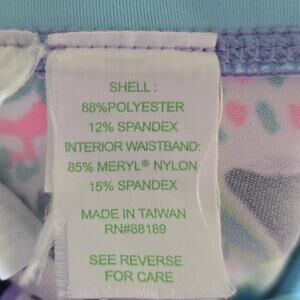 SHELL :
88%POLYESTER
12% SPANDEX
INTERIOR WAISTBAND:
85% MERYL® NYLON
15% SPANDEX
MADE IN TAIWAN
RN#88189
SEE REVERSE
FOR CARE